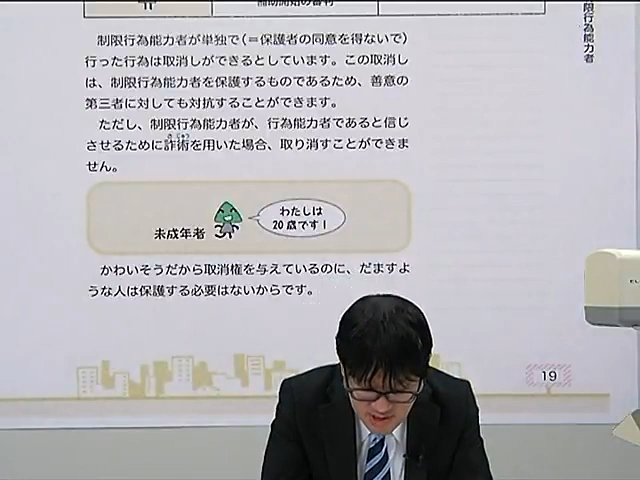 補助開始の審判
制限行為能力者
制限行為能力者が単独で(=保護者の同意を得ないで)
行った行為は取消しができるとしています。この取消し
は、制限行為能力者を保護するものであるため、善意の
第三者に対しても対抗することができます。
ただし、制限行為能力者が、行為能力者であると信じ
させるために詐術を用いた場合、取り消すことができま
せん。
わたしは
20歳です!
未成年者
かわいそうだから取消権を与えているのに、だますよ
うな人は保護する必要はないからです。
19